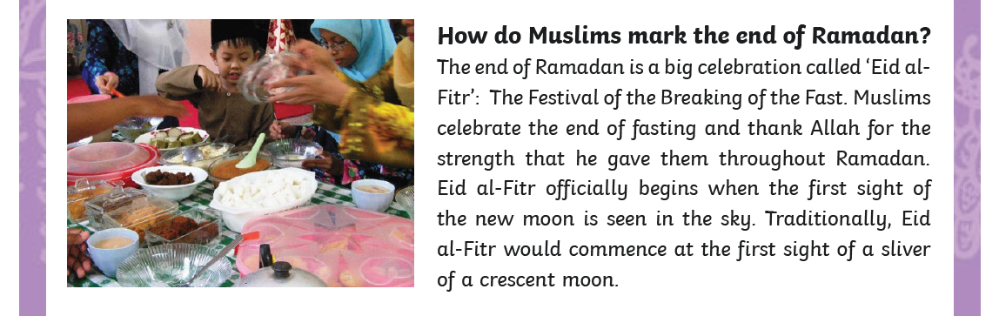 How do Muslims mark the end of Ramadan?
The end of Ramadan is a big celebration called ‘Eid al-
Fitr’: The Festival of the Breaking of the Fast. Muslims
celebrate the end of fasting and thank Allah for the
strength that he gave them throughout Ramadan.
Eid al-Fitr officially begins when the first sight of
the new moon is seen in the sky. Traditionally, Eid
al-Fitr would commence at the first sight of a sliver
of a crescent moon.